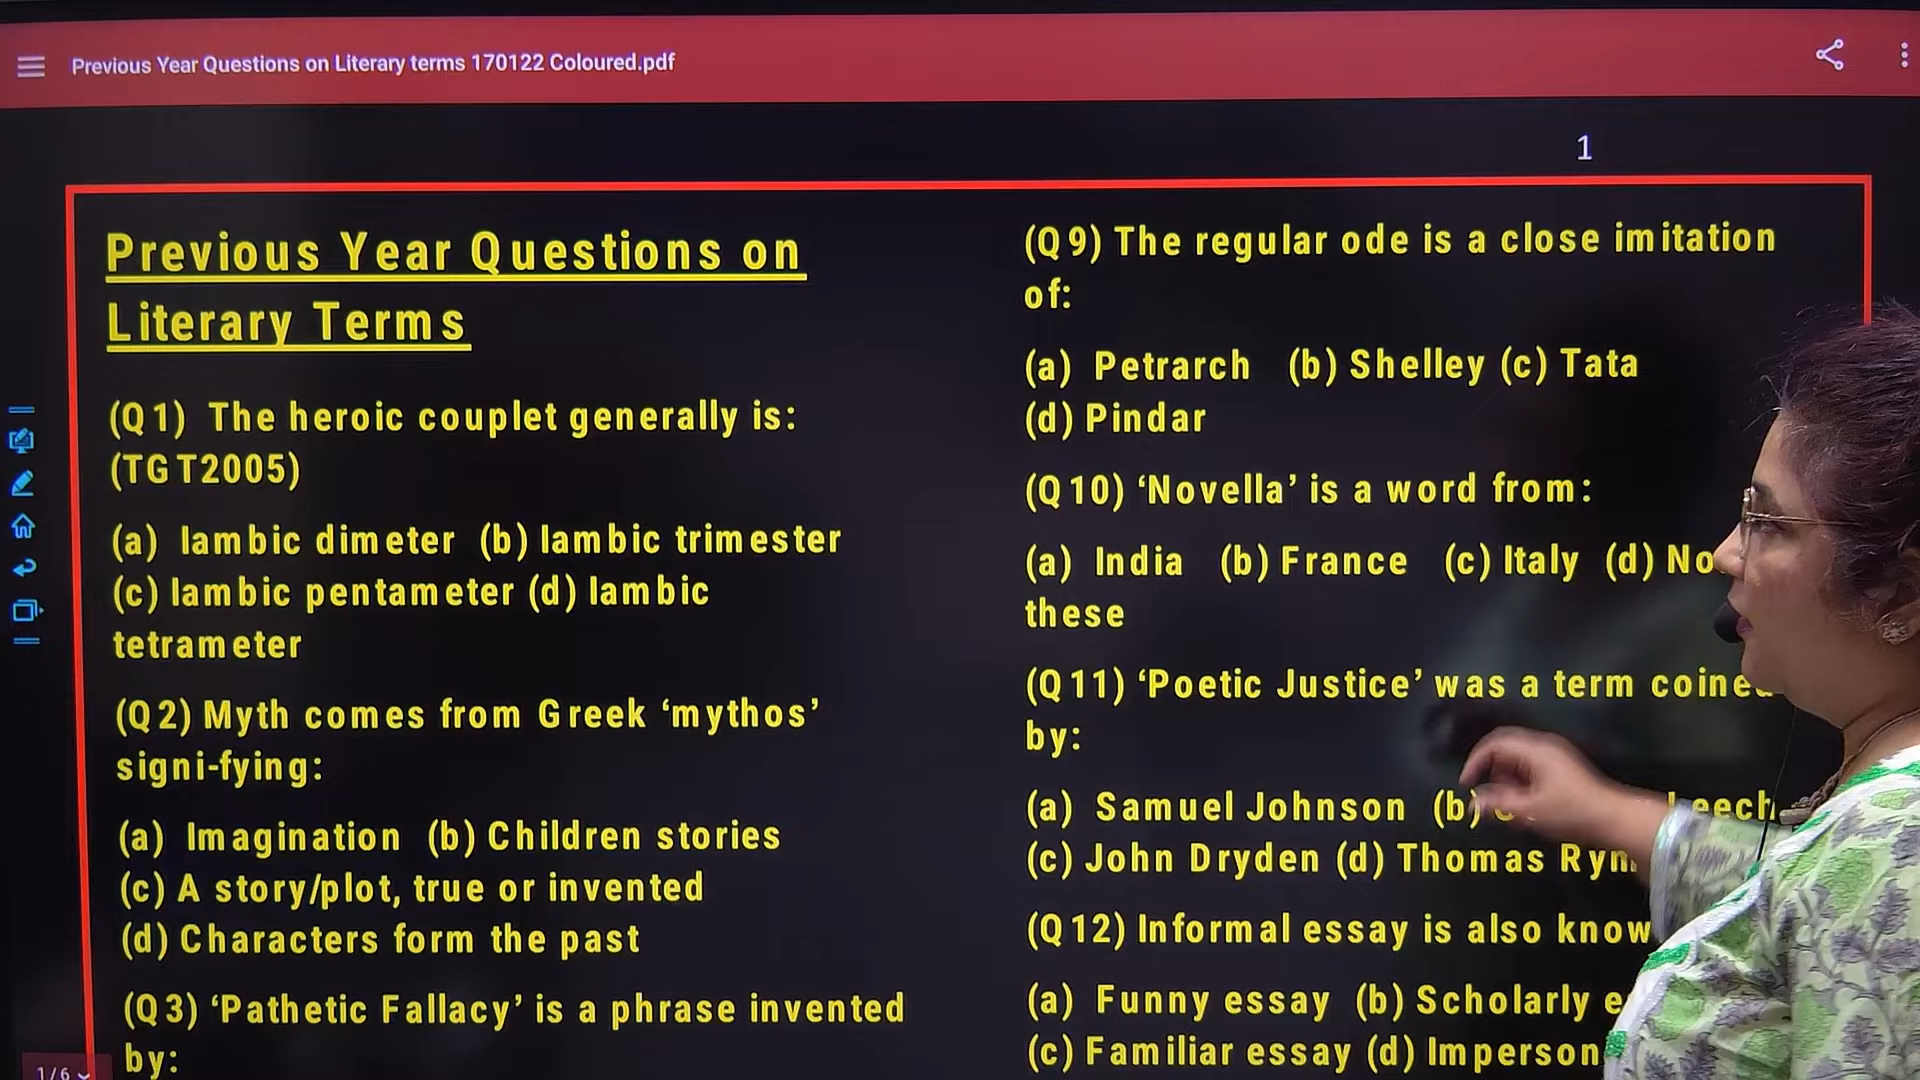 Previous Year Questions on Literary terms 170122 Coloured.pdf
1
Previous Year Questions on
Literary Terms
(Q1) The heroic couplet generally is:
(TGT2005)
(a) Iambic dimeter (b) Iambic trimester
(c) Iambic pentameter (d) Iambic
tetrameter
(Q2) Myth comes from Greek ‘mythos’
signi-fying:
(a) Imagination (b) Children stories
(c) A story/plot, true or invented
(d) Characters form the past
(Q3) ‘Pathetic Fallacy’ is a phrase invented
by:
(Q9) The regular ode is a close imitation
of:
(a) Petrarch (b) Shelley (c) Tata
(d) Pindar
(Q10) ‘Novella’ is a word from:
(a) India (b) France (c) Italy (d)
these
(Q11) ‘Poetic Justice’ was a term coined
by:
(a) Samuel Johnson (b) Leech
(c) John Dryden (d) Thomas
(Q12) Informal essay is also
(a) Funny essay (b) Scholarly
(c) Familiar essay (d)
1/6